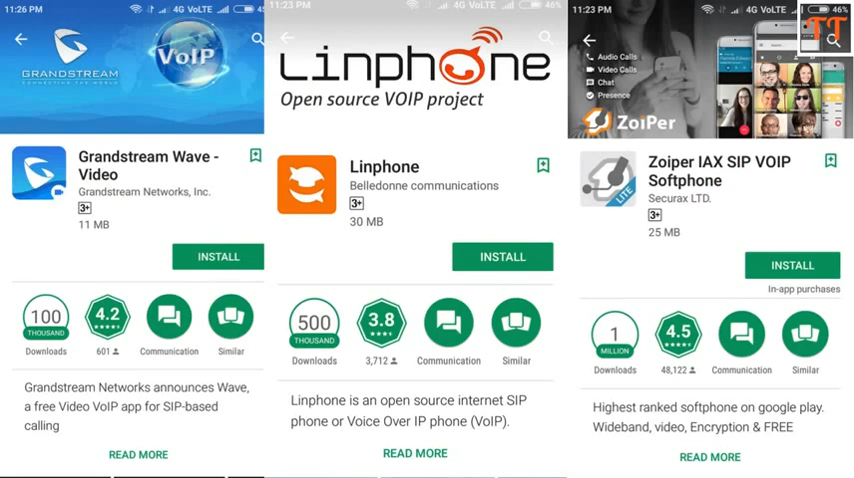 11:26 PM
4G VoLTE
GRANDSTREAM
CONNECTING THE WORLD
VoIP
Grandstream Wave -
Video
Grandstream Networks, Inc.
3+
11 MB
INSTALL
100
THOUSAND
Downloads
4.2
601
Communication
Similar
Grandstream Networks announces Wave,
a free Video VoIP app for SIP-based
calling
READ MORE
11:23 PM
4G VoLTE
46%
Linphone
Open source VOIP project
Linphone
Belledonne communications
3+
30 MB
INSTALL
500
THOUSAND
Downloads
3.8
3,712
Communication
Similar
Linphone is an open source internet SIP
phone or Voice Over IP phone (VoIP).
READ MORE
11:23 PM
4G VoLTE
46%
TT
Audio Calls
Video Calls
Chat
Presence
ZoiPer
LITE
Zoiper IAX SIP VOIP
Softphone
Securax LTD.
3+
25 MB
INSTALL
In-app purchases
1
MILLION
Downloads
4.5
48,122
Communication
Similar
Highest ranked softphone on google play.
Wideband, video, Encryption & FREE
READ MORE